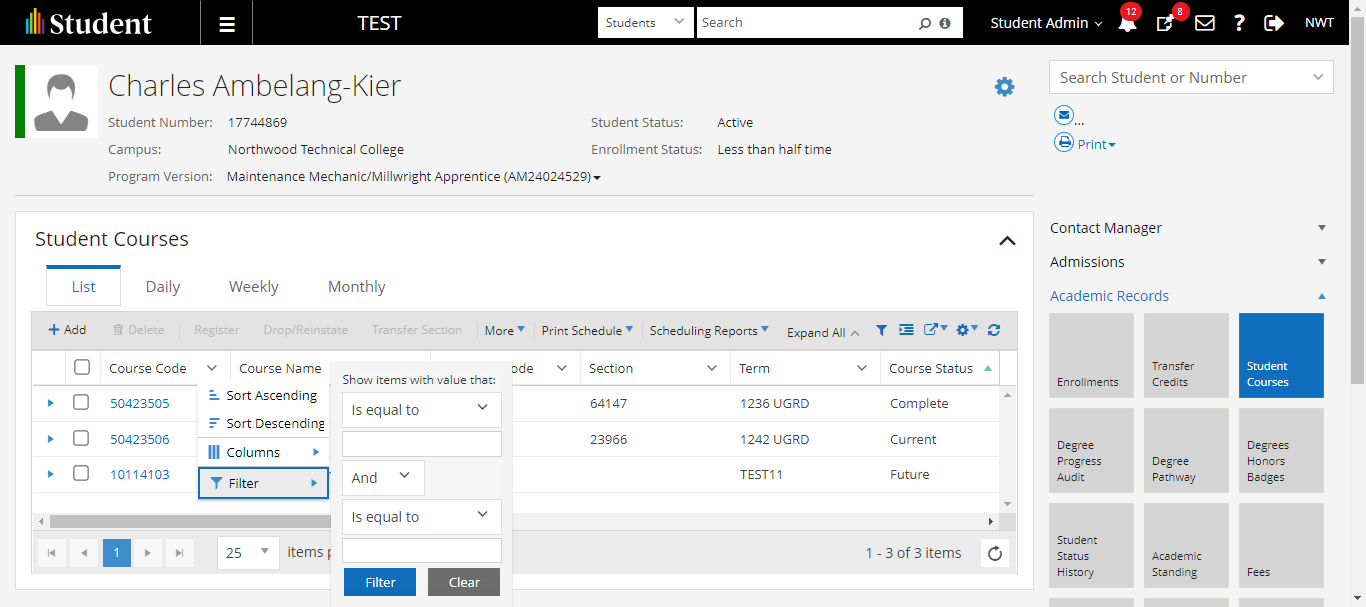 Student
TEST
Students
Search
Student Admin
12
8
?
NWT
Charles Ambelang-Kier
Student Number: 17744869
Student Status: Active
Campus: Northwood Technical College
Enrollment Status: Less than half time
Program Version: Maintenance Mechanic/Millwright Apprentice (AM24024529)
Search Student or Number
...
Print
Contact Manager
Admissions
Academic Records
Enrollments
Transfer
Credits
Student
Courses
Degree
Progress
Audit
Degree
Pathway
Degrees
Honors
Badges
Student
Status
History
Academic
Standing
Fees
Student Courses
List Daily Weekly Monthly
+ Add Delete Register Drop/Reinstate Transfer Section More Print Schedule Scheduling Reports Expand All
Course Code Course Name ode Section Term Course Status
50423505 64147 1236 UGRD Complete
50423506 23966 1242 UGRD Current
10114103 TEST11 Future
Sort Ascending
Sort Descending
Columns
Filter
Show items with value that:
Is equal to
And
Is equal to
Filter Clear
1 25 items p 1 - 3 of 3 items